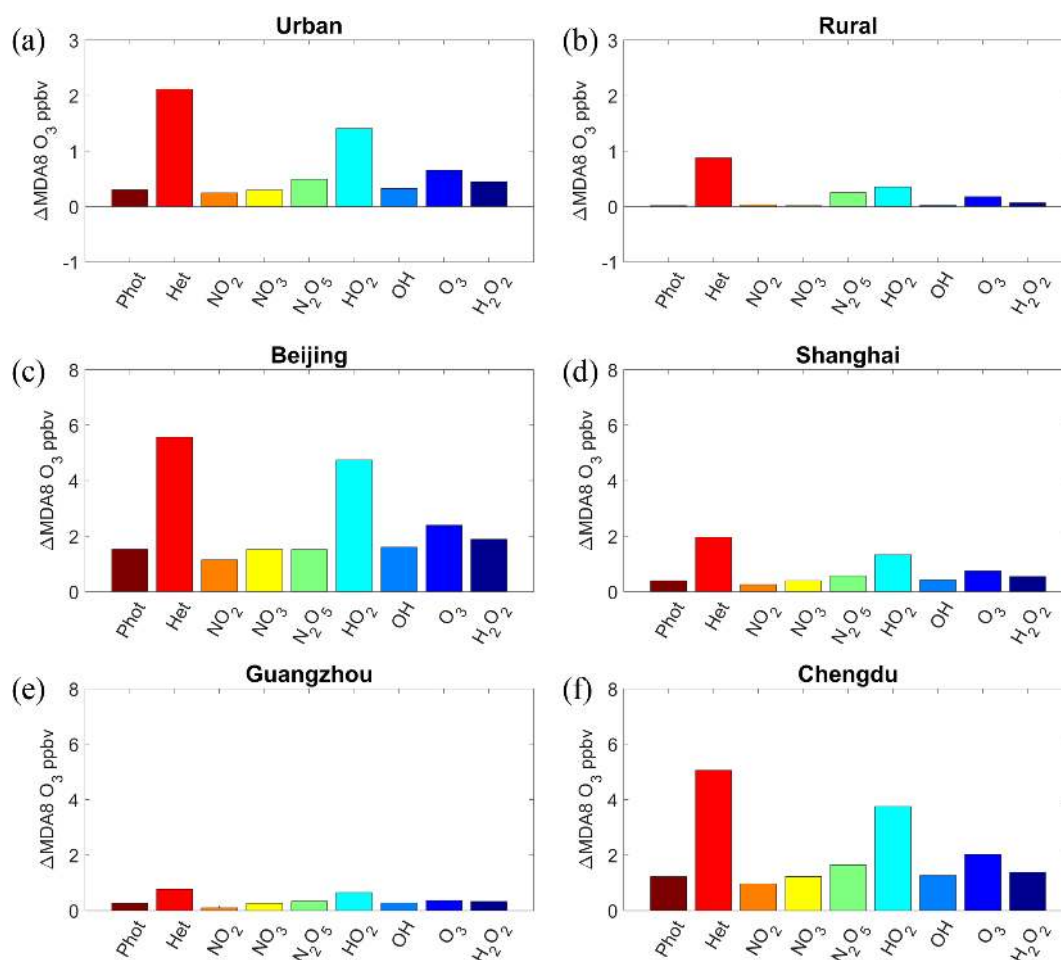 (a)
Urban
ΔMDA8 O₃ ppbv
3
2
1
0
-1
Phot Het NO₂ NO₃ N₂O₅ HO₂ OH O₃ H₂O₂
(b)
Rural
ΔMDA8 O₃ ppbv
3
2
1
0
-1
Phot Het NO₂ NO₃ N₂O₅ HO₂ OH O₃ H₂O₂
(c)
Beijing
ΔMDA8 O₃ ppbv
8
6
4
2
0
Phot Het NO₂ NO₃ N₂O₅ HO₂ OH O₃ H₂O₂
(d)
Shanghai
ΔMDA8 O₃ ppbv
8
6
4
2
0
Phot Het NO₂ NO₃ N₂O₅ HO₂ OH O₃ H₂O₂
(e)
Guangzhou
ΔMDA8 O₃ ppbv
8
6
4
2
0
Phot Het NO₂ NO₃ N₂O₅ HO₂ OH O₃ H₂O₂
(f)
Chengdu
ΔMDA8 O₃ ppbv
8
6
4
2
0
Phot Het NO₂ NO₃ N₂O₅ HO₂ OH O₃ H₂O₂